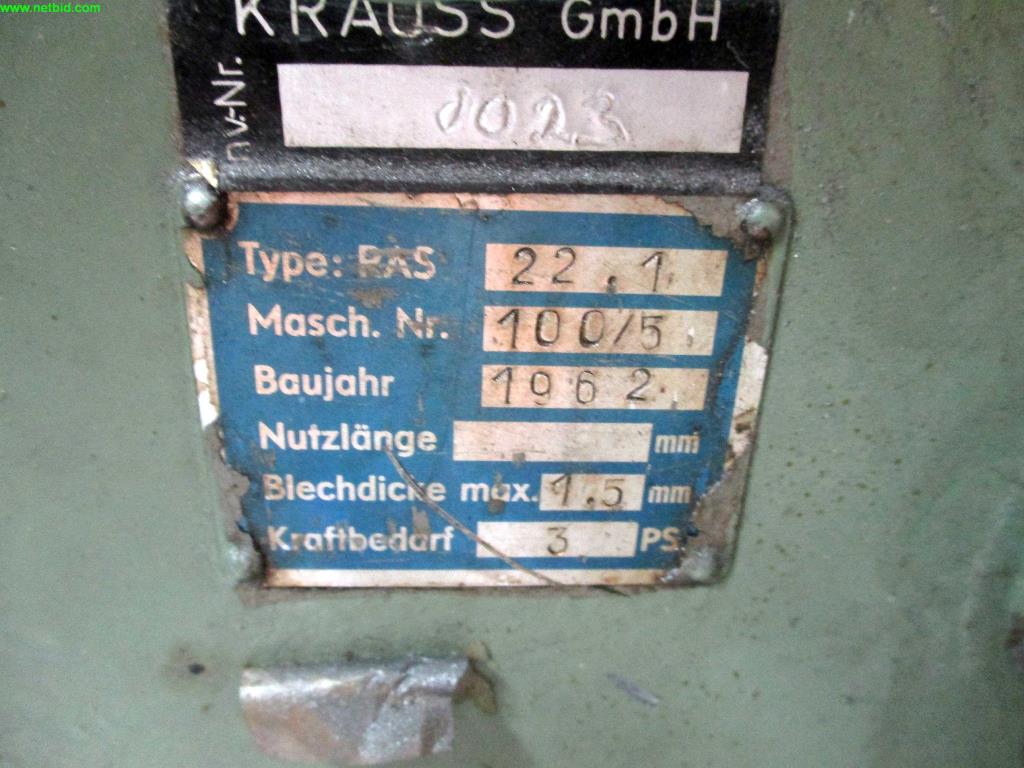 www.netbid.com
KRAUSS GmbH
nv.-Nr. 0023
Type: RAS 22.1
Masch. Nr. 100/5
Baujahr 1962
Nutzlänge mm
Blechdicke max. 1.5 mm
Kraftbedarf 3 PS.